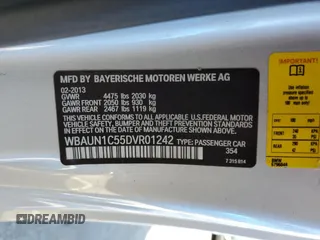 MFD BY BAYERISCHE MOTOREN WERKE AG
02-2013
GVWR 4475 LBS 2030 kg
GAWR FRONT 2050 LBS 930 kg
GAWR REAR 2467 LBS 1119 kg
THIS VEHICLE CONFORMS TO ALL APPLICABLE U.S. FEDERAL
MOTOR VEHICLE SAFETY, BUMPER AND THEFT
PREVENTION STANDARDS IN EFFECT ON THE DATE OF
MANUFACTURE SHOWN ABOVE.
WBAUN1C55DVR01242 TYPE: PASSENGER CAR
354
7 315 814
DREAMBID